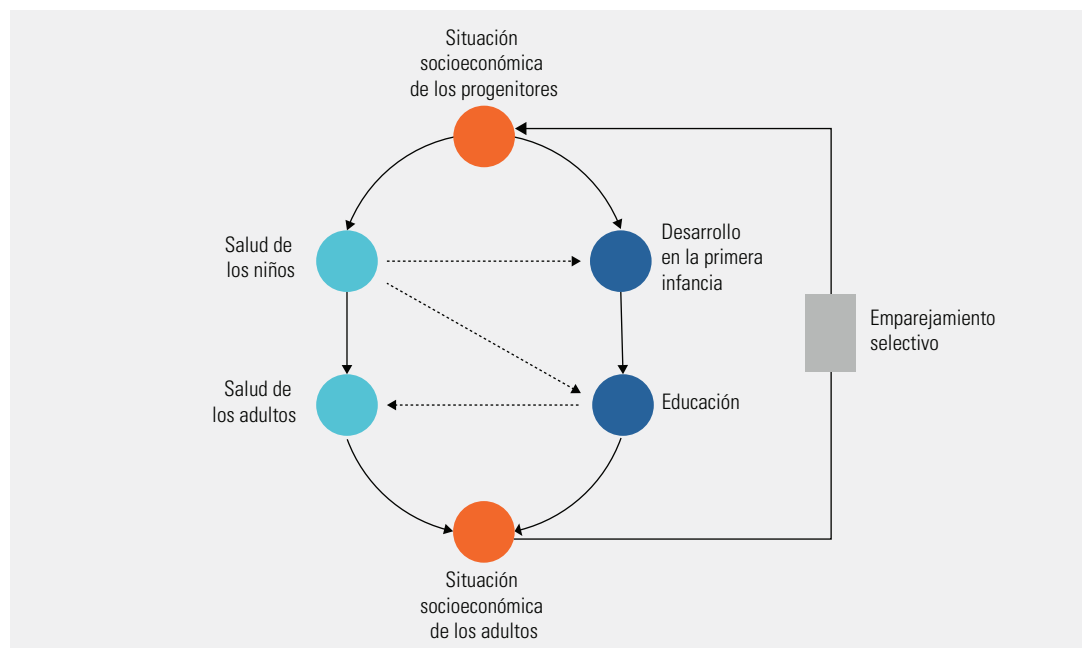 Situación
socioeconómica
de los progenitores
Salud de
los niños
Desarrollo
en la primera
infancia
Emparejamiento
selectivo
Salud de
los adultos
Educación
Situación
socioeconómica
de los adultos